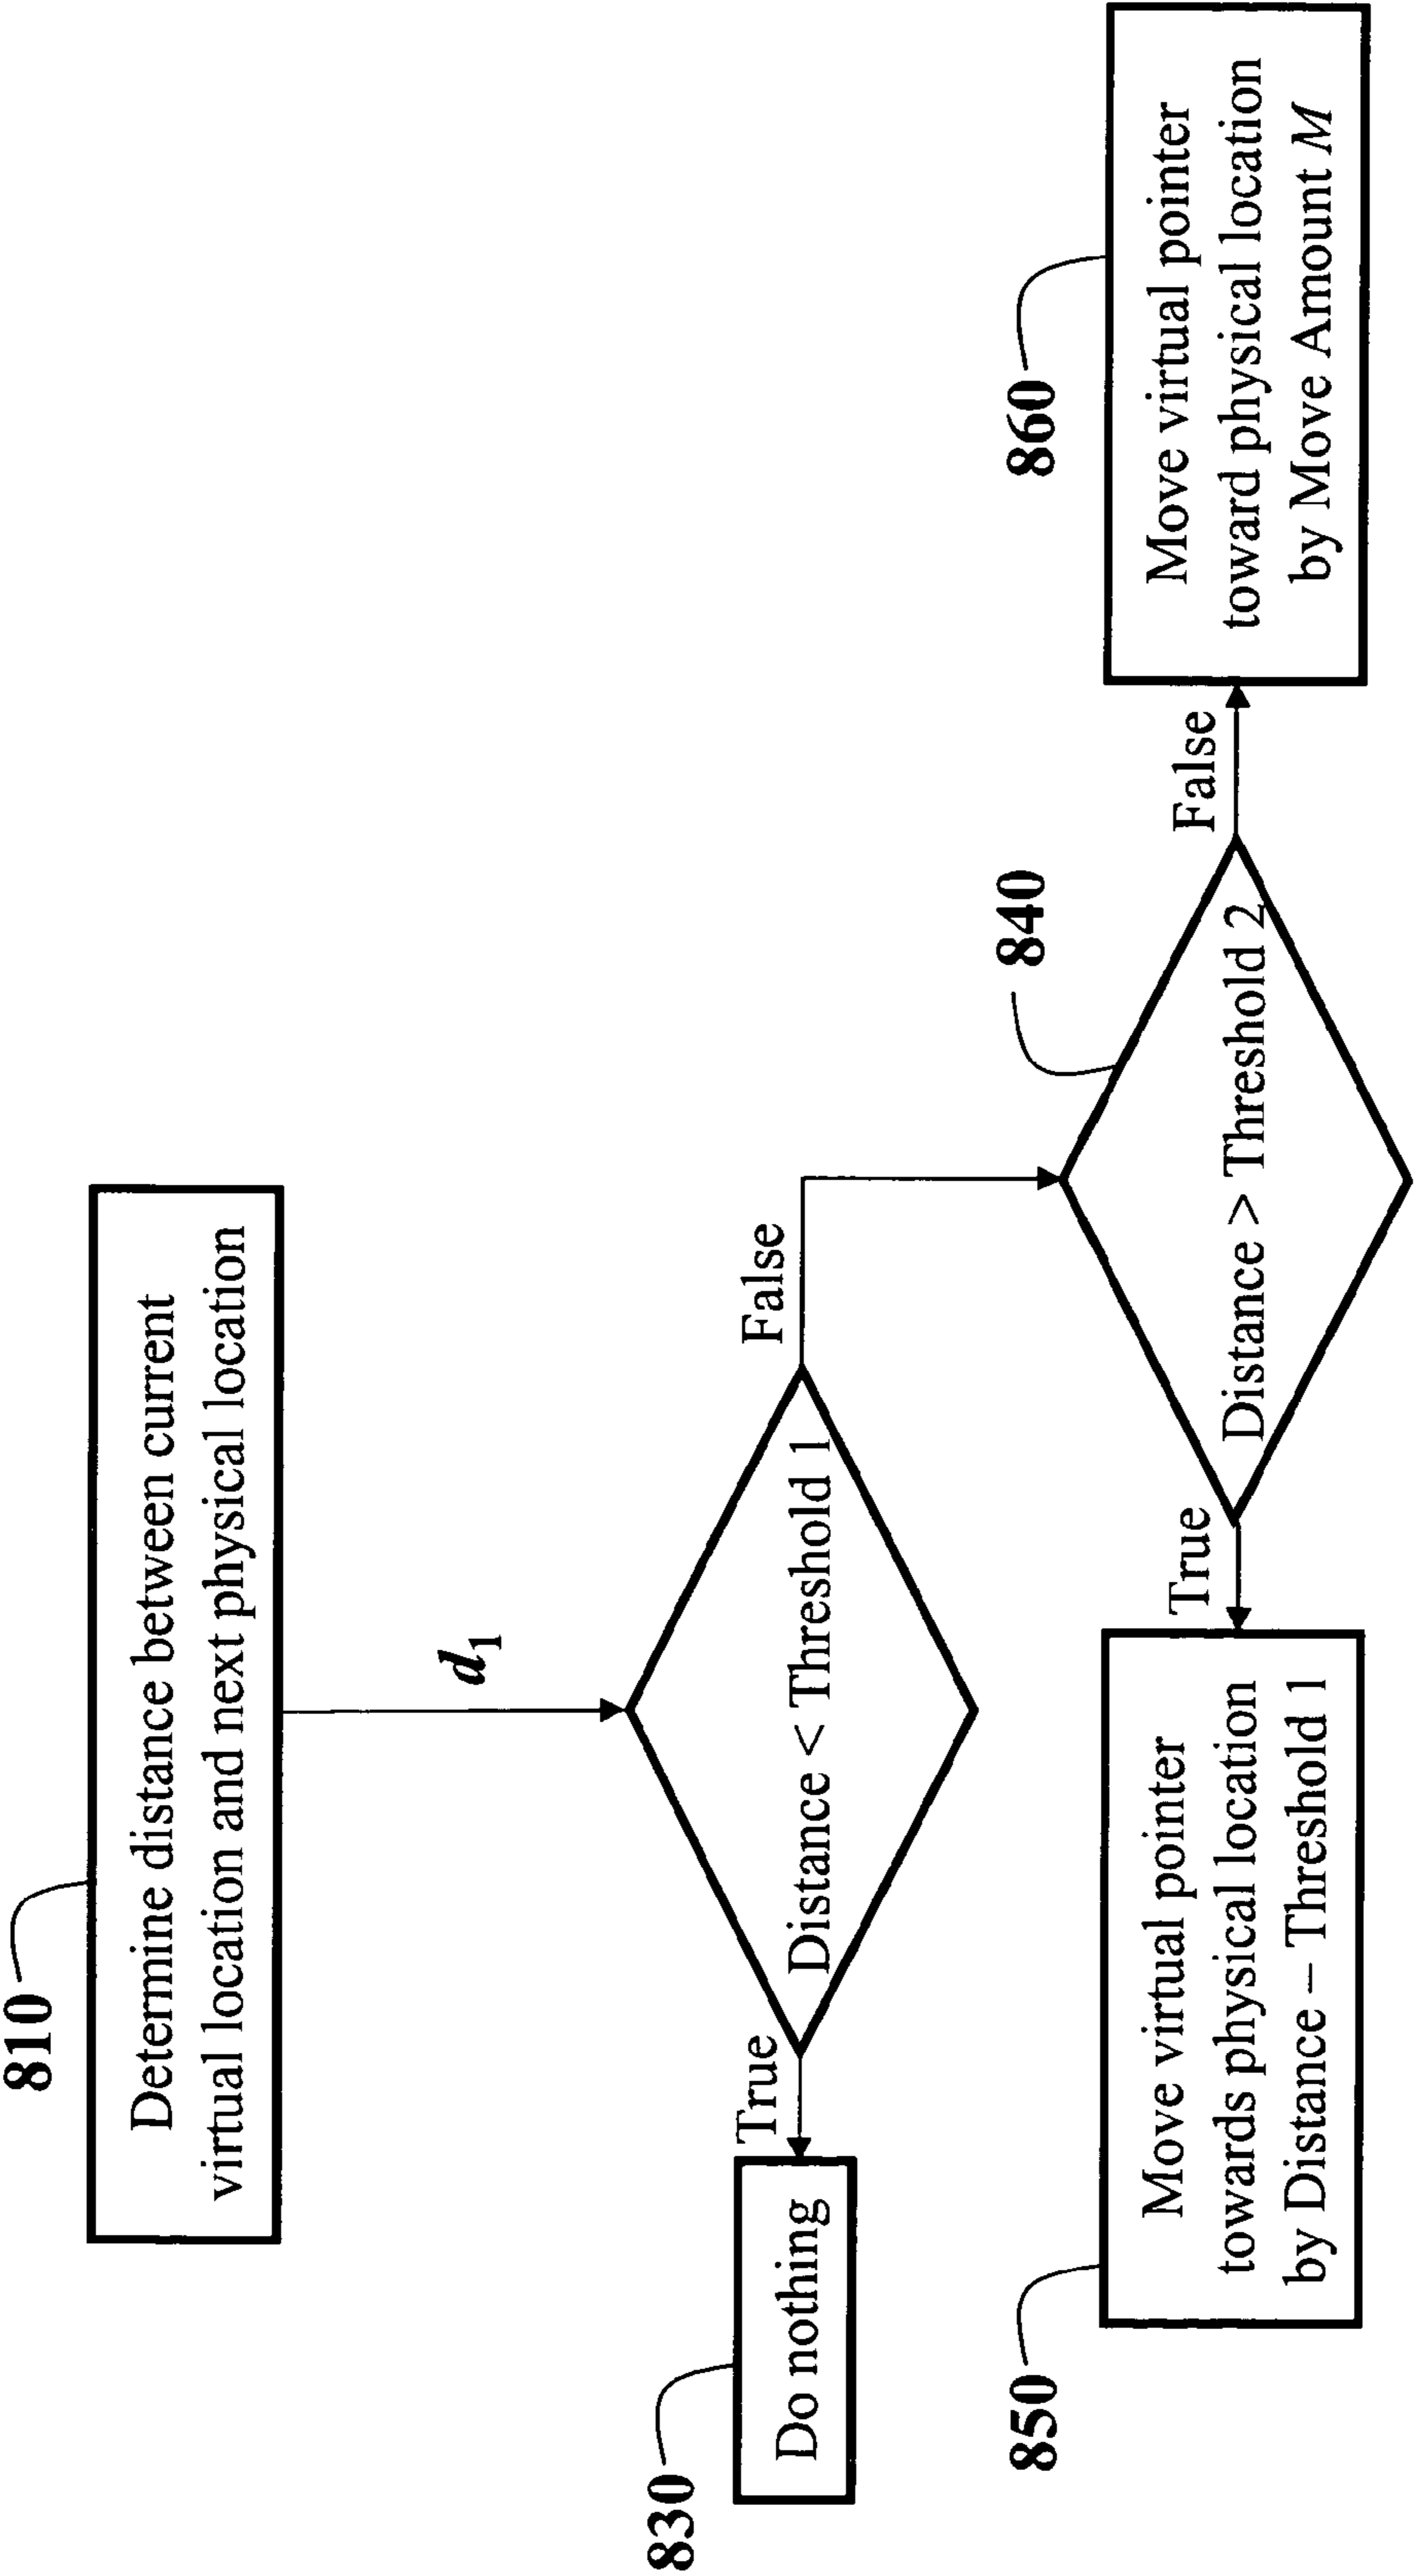 810
Determine distance between current
virtual location and next physical location
d1
Distance < Threshold 1
True
False
830
Do nothing
840
Distance > Threshold 2
True
False
850
Move virtual pointer
towards physical location
by Distance – Threshold 1
860
Move virtual pointer
toward physical location
by Move Amount M